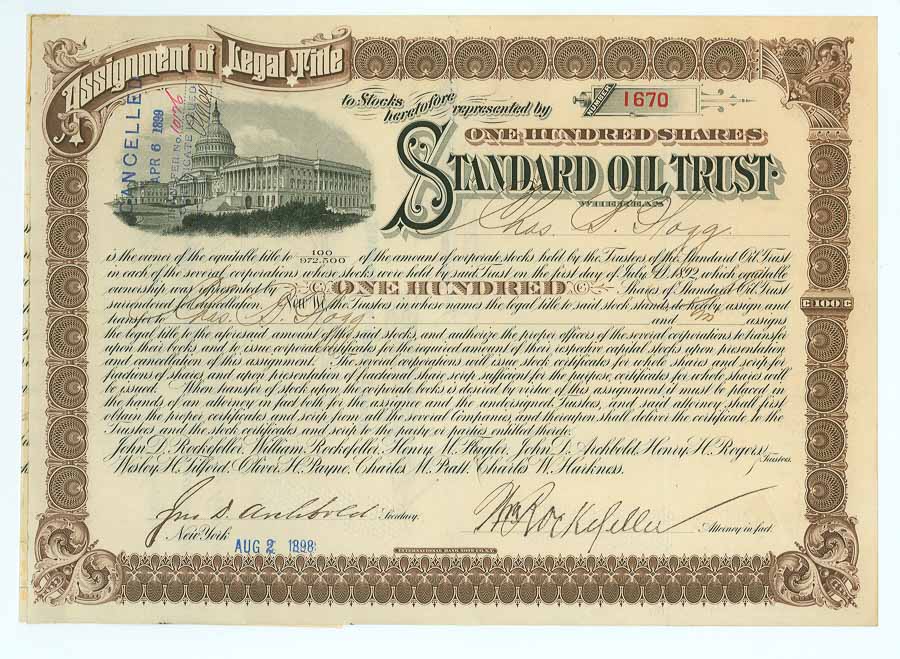 Assignment of Legal Title
to Stocks heretofore represented by
NUMBER 1670
ONE HUNDRED SHARES
STANDARD OIL TRUST.
WHEREAS
Chas. S. Hogg.
CANCELLED
APR 6 1899
is the owner of the equitable title to 100/972,500 of the amount of corporate stocks held by the Trustees of the Standard Oil Trust
in each of the several corporations whose stocks were held by said Trust on the first day of July A.D. 1892, which equitable
ownership was represented by ONE HUNDRED Shares of Standard Oil Trust
surrendered for cancellation. Now We, the Trustees in whose names the legal title to said stock stands, do hereby assign and
transfer to Chas. S. Hogg. and assigns
the legal title to the aforesaid amount of the said stocks, and authorize the proper officers of the several corporations to transfer
upon their books and to issue corporate certificates for the required amount of their respective capital stocks upon presentation
and cancellation of this assignment. The several corporations will issue stock certificates for whole shares and scrip for
fractions of shares, and upon presentation of fractional share scrip sufficient for the purpose, certificates for whole shares will
be issued. When transfer of stock upon the corporate books is desired by virtue of this assignment it must be placed in
the hands of an attorney in fact both for the assignee and the undersigned Trustees, and said attorney shall first
obtain the proper certificates and scrip from all the several Companies and thereupon shall deliver the certificate to the
Trustees and the stock certificates and scrip to the party or parties entitled thereto.
John D. Rockefeller, William Rockefeller, Henry M. Flagler, John D. Archbold, Henry H. Rogers,
Wesley H. Tilford, Oliver H. Payne, Charles M. Pratt, Charles W. Harkness. Trustees.
100
Jno. D. Archbold Secretary.
Wm Rockefeller Attorney in fact.
New York
AUG 2 1898
INTERNATIONAL BANK NOTE CO. N.Y.